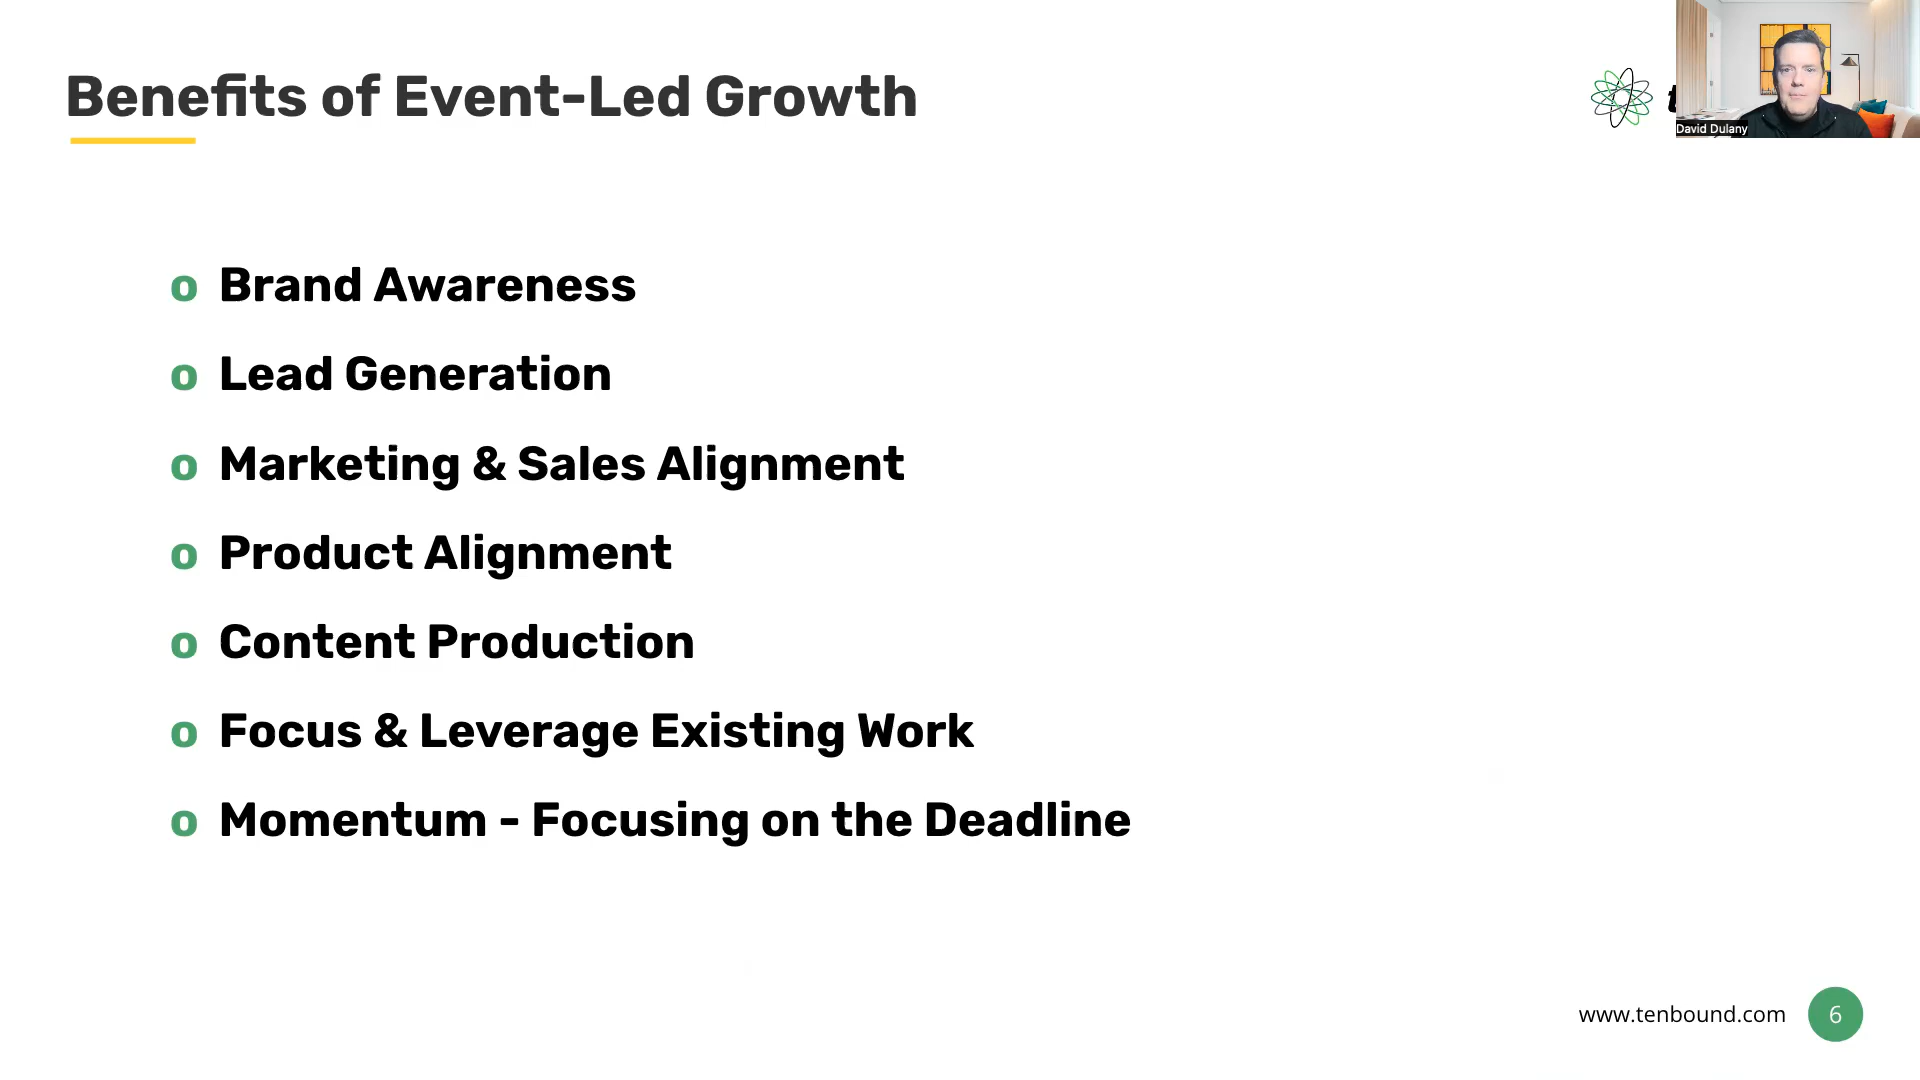 Benefits of Event-Led Growth
David Dulany
o Brand Awareness
o Lead Generation
o Marketing & Sales Alignment
o Product Alignment
o Content Production
o Focus & Leverage Existing Work
o Momentum - Focusing on the Deadline
www.tenbound.com 6